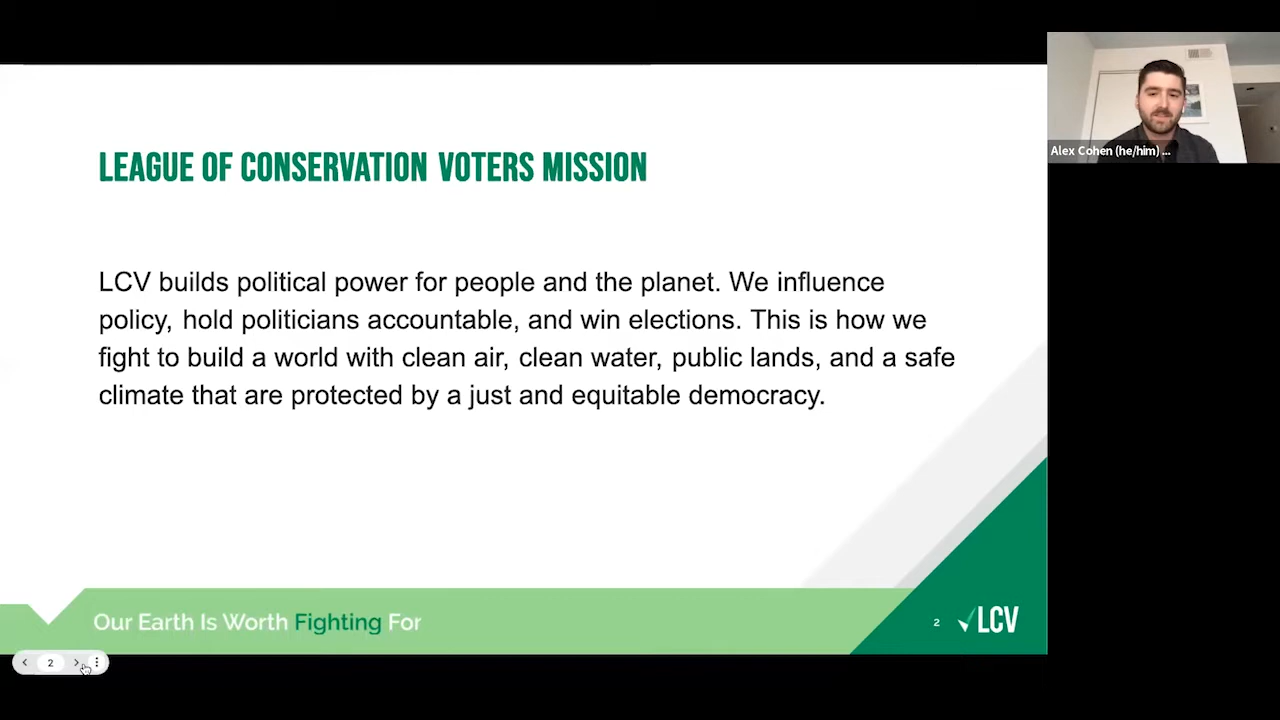 LEAGUE OF CONSERVATION VOTERS MISSION
LCV builds political power for people and the planet. We influence
policy, hold politicians accountable, and win elections. This is how we
fight to build a world with clean air, clean water, public lands, and a safe
climate that are protected by a just and equitable democracy.
Our Earth Is Worth Fighting For
2
LCV
2
Alex Cohen (he/him) ...